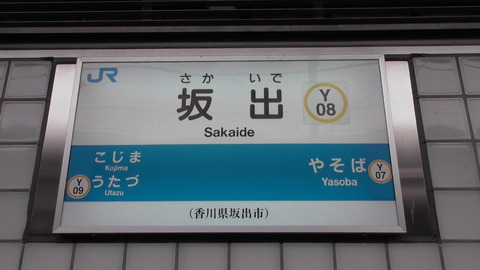 JR
さか いで
坂出
Y
08
Sakaide
こじま
Kojima
うたづ
Utazu
Y
09
やそば
Yasoba
Y
07
(香川県坂出市)